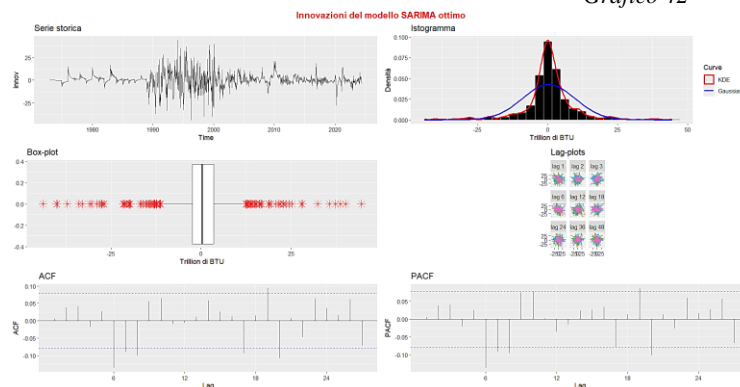 Grafico 42
Innovazioni del modello SARIMA ottimo
Serie storica
Innov
25
0
-25
1980
1990
2000
2010
2020
Time
Istogramma
Densità
0.100
0.075
0.050
0.025
0.000
-25
0
25
50
Trillion di BTU
Curve
KDE
Gaussiana
Box-plot
0.4
0.2
0.0
-0.2
-0.4
-25
0
25
Trillion di BTU
Lag-plots
lag 1 lag 2 lag 3
lag 6 lag 12 lag 18
lag 24 lag 36 lag 48
ACF
ACF
0.10
0.05
0.00
-0.05
-0.10
6
12
18
24
Lag
PACF
PACF
0.05
0.00
-0.05
-0.10
6
12
18
24
Lag